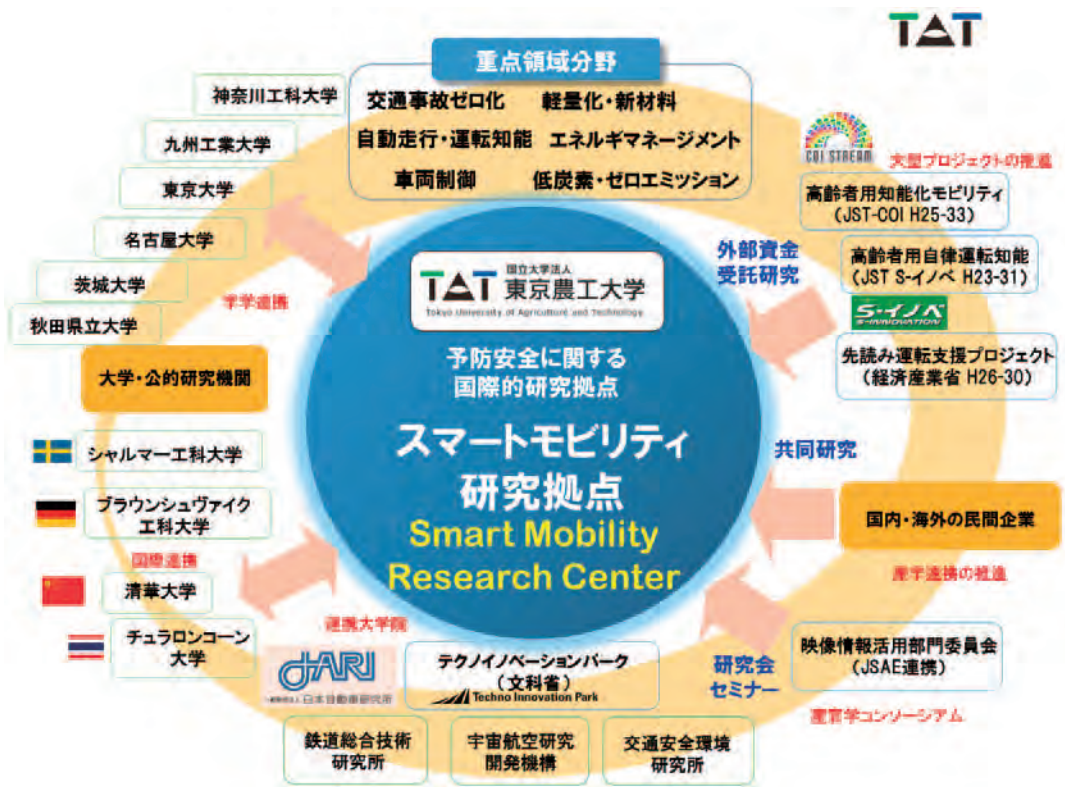 TAT
重点領域分野
交通事故ゼロ化 軽量化・新材料
自動走行・運転知能 エネルギマネージメント
車両制御 低炭素・ゼロエミッション
神奈川工科大学
九州工業大学
東京大学
名古屋大学
茨城大学
秋田県立大学
学学連携
大学・公的研究機関
シャルマー工科大学
ブラウンシュヴァイク
工科大学
国際連携
清華大学
チュラロンコーン
大学
COI STREAM
大型プロジェクトの推進
高齢者用知能化モビリティ
(JST-COI H25-33)
外部資金
受託研究
高齢者用自律運転知能
(JST S-イノベ H23-31)
S-イノベ
S-INNOVATION
先読み運転支援プロジェクト
(経済産業省 H26-30)
国立大学法人
TAT 東京農工大学
Tokyo University of Agriculture and Technology
予防安全に関する
国際的研究拠点
スマートモビリティ
研究拠点
Smart Mobility
Research Center
共同研究
国内・海外の民間企業
産学連携の推進
研究会
セミナー
映像情報活用部門委員会
(JSAE連携)
産官学コンソーシアム
連携大学院
JARI
一般財団法人日本自動車研究所
テクノイノベーションパーク
(文科省)
Techno Innovation Park
鉄道総合技術
研究所
宇宙航空研究
開発機構
交通安全環境
研究所